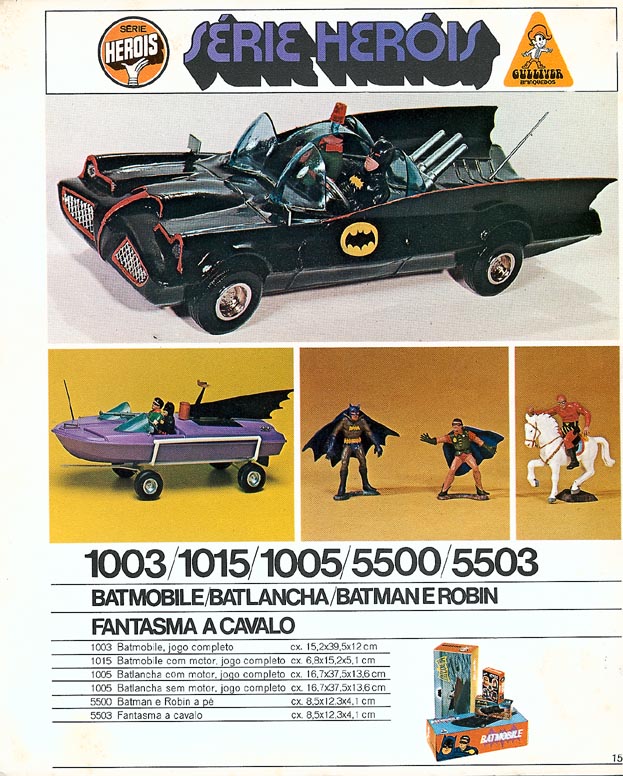 SÉRIE
HERÓIS
SÉRIE HERÓIS
GULLIVER
BRINQUEDOS
1003/1015/1005/5500/5503
BATMOBILE/BATLANCHA/BATMAN E ROBIN
FANTASMA A CAVALO
1003 Batmobile, jogo completo cx. 15,2x39,5x12 cm
1015 Batmobile com motor, jogo completo cx. 6,8x15,2x5,1 cm
1005 Batlancha com motor, jogo completo cx. 16,7x37,5x13,6 cm
1005 Batlancha sem motor, jogo completo cx. 16,7x37,5x13,6 cm
5500 Batman e Robin a pé cx. 8,5x12,3x4,1 cm
5503 Fantasma a cavalo cx. 8,5x12,3x4,1 cm
BATMOBILE
15